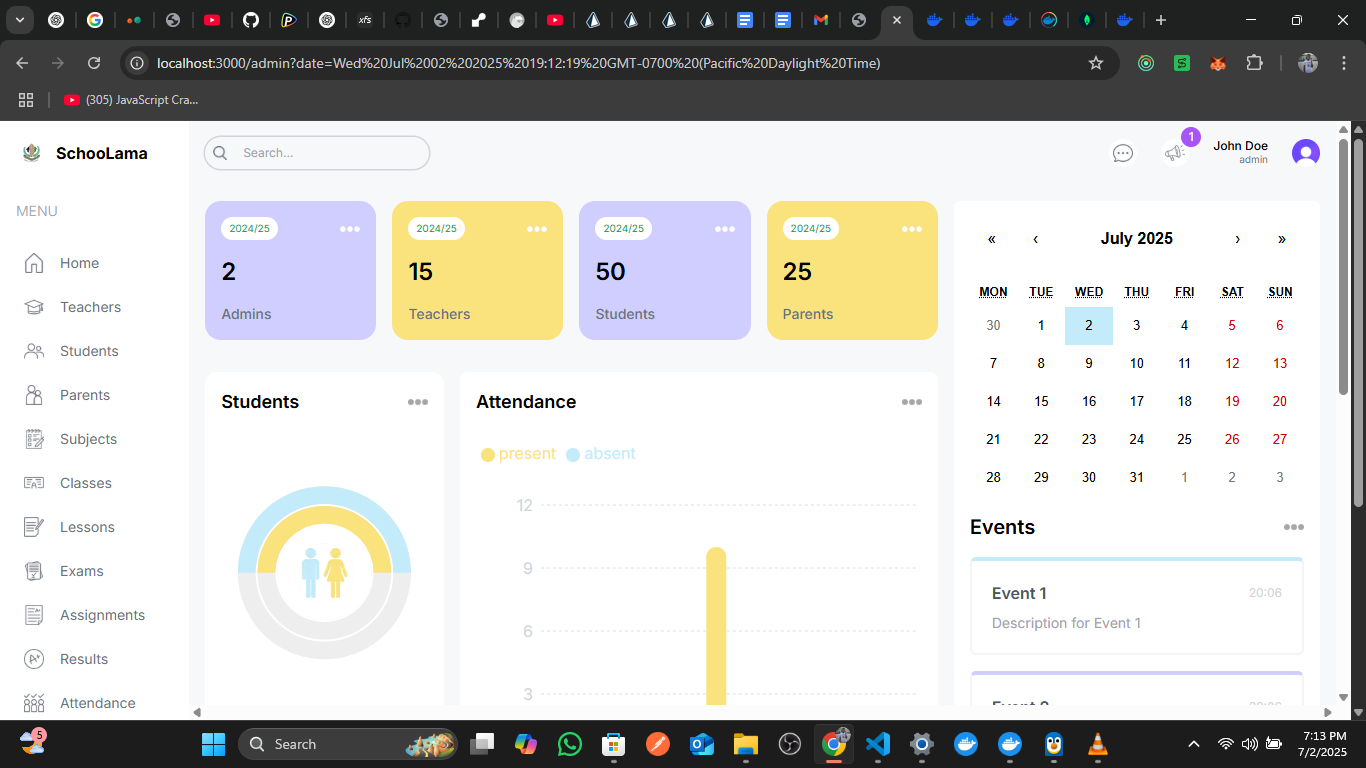 localhost:3000/admin?date=Wed%20Jul%2002%202025%2019:12:19%20GMT-0700%20(Pacific%20Daylight%20Time)
(305) JavaScript Cra...
SchooLama
Search...
1
John Doe
admin
MENU
Home
Teachers
Students
Parents
Subjects
Classes
Lessons
Exams
Assignments
Results
Attendance
2024/25
2
Admins
2024/25
15
Teachers
2024/25
50
Students
2024/25
25
Parents
Students
Attendance
present absent
12
9
6
3
« ‹ July 2025 › »
MON TUE WED THU FRI SAT SUN
30 1 2 3 4 5 6
7 8 9 10 11 12 13
14 15 16 17 18 19 20
21 22 23 24 25 26 27
28 29 30 31 1 2 3
Events
Event 1 20:06
Description for Event 1
5
Search
7:13 PM
7/2/2025